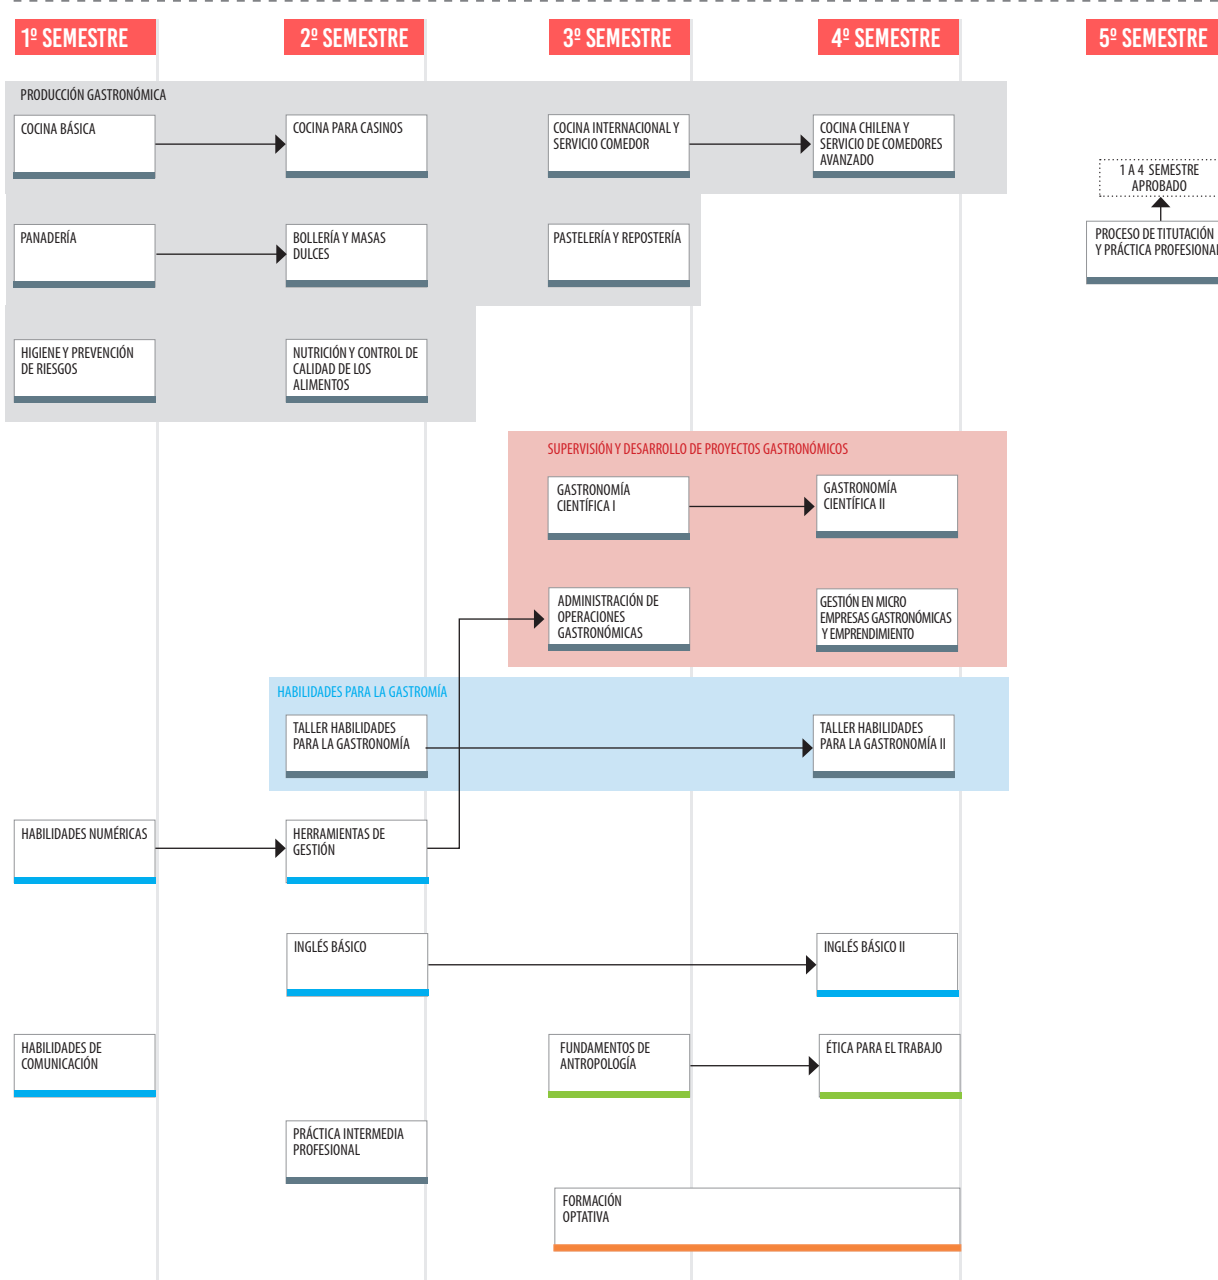 1º SEMESTRE
2º SEMESTRE
3º SEMESTRE
4º SEMESTRE
5º SEMESTRE
PRODUCCIÓN GASTRONÓMICA
COCINA BÁSICA
COCINA PARA CASINOS
COCINA INTERNACIONAL Y
SERVICIO COMEDOR
COCINA CHILENA Y
SERVICIO DE COMEDORES
AVANZADO
1 A 4 SEMESTRE
APROBADO
PROCESO DE TITUTACIÓN
Y PRÁCTICA PROFESIONAL
PANADERÍA
BOLLERÍA Y MASAS
DULCES
PASTELERÍA Y REPOSTERÍA
HIGIENE Y PREVENCIÓN
DE RIESGOS
NUTRICIÓN Y CONTROL DE
CALIDAD DE LOS
ALIMENTOS
SUPERVISIÓN Y DESARROLLO DE PROYECTOS GASTRONÓMICOS
GASTRONOMÍA
CIENTÍFICA I
GASTRONOMÍA
CIENTÍFICA II
ADMINISTRACIÓN DE
OPERACIONES
GASTRONÓMICAS
GESTIÓN EN MICRO
EMPRESAS GASTRONÓMICAS
Y EMPRENDIMIENTO
HABILIDADES PARA LA GASTROMÍA
TALLER HABILIDADES
PARA LA GASTRONOMÍA
TALLER HABILIDADES
PARA LA GASTRONOMÍA II
HABILIDADES NUMÉRICAS
HERRAMIENTAS DE
GESTIÓN
INGLÉS BÁSICO
INGLÉS BÁSICO II
HABILIDADES DE
COMUNICACIÓN
FUNDAMENTOS DE
ANTROPOLOGÍA
ÉTICA PARA EL TRABAJO
PRÁCTICA INTERMEDIA
PROFESIONAL
FORMACIÓN
OPTATIVA